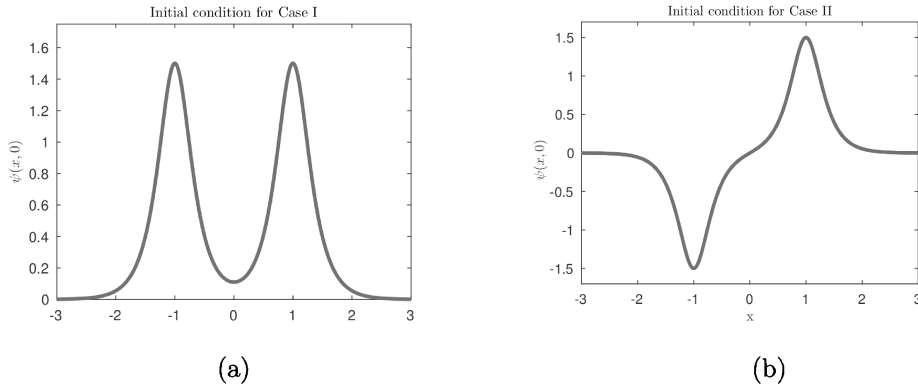 Initial condition for Case I
ψ(x, 0)
1.6
1.4
1.2
1
0.8
0.6
0.4
0.2
0
-3 -2 -1 0 1 2 3
(a)
Initial condition for Case II
ψ(x, 0)
1.5
1
0.5
0
-0.5
-1
-1.5
-3 -2 -1 0 1 2 3
x
(b)